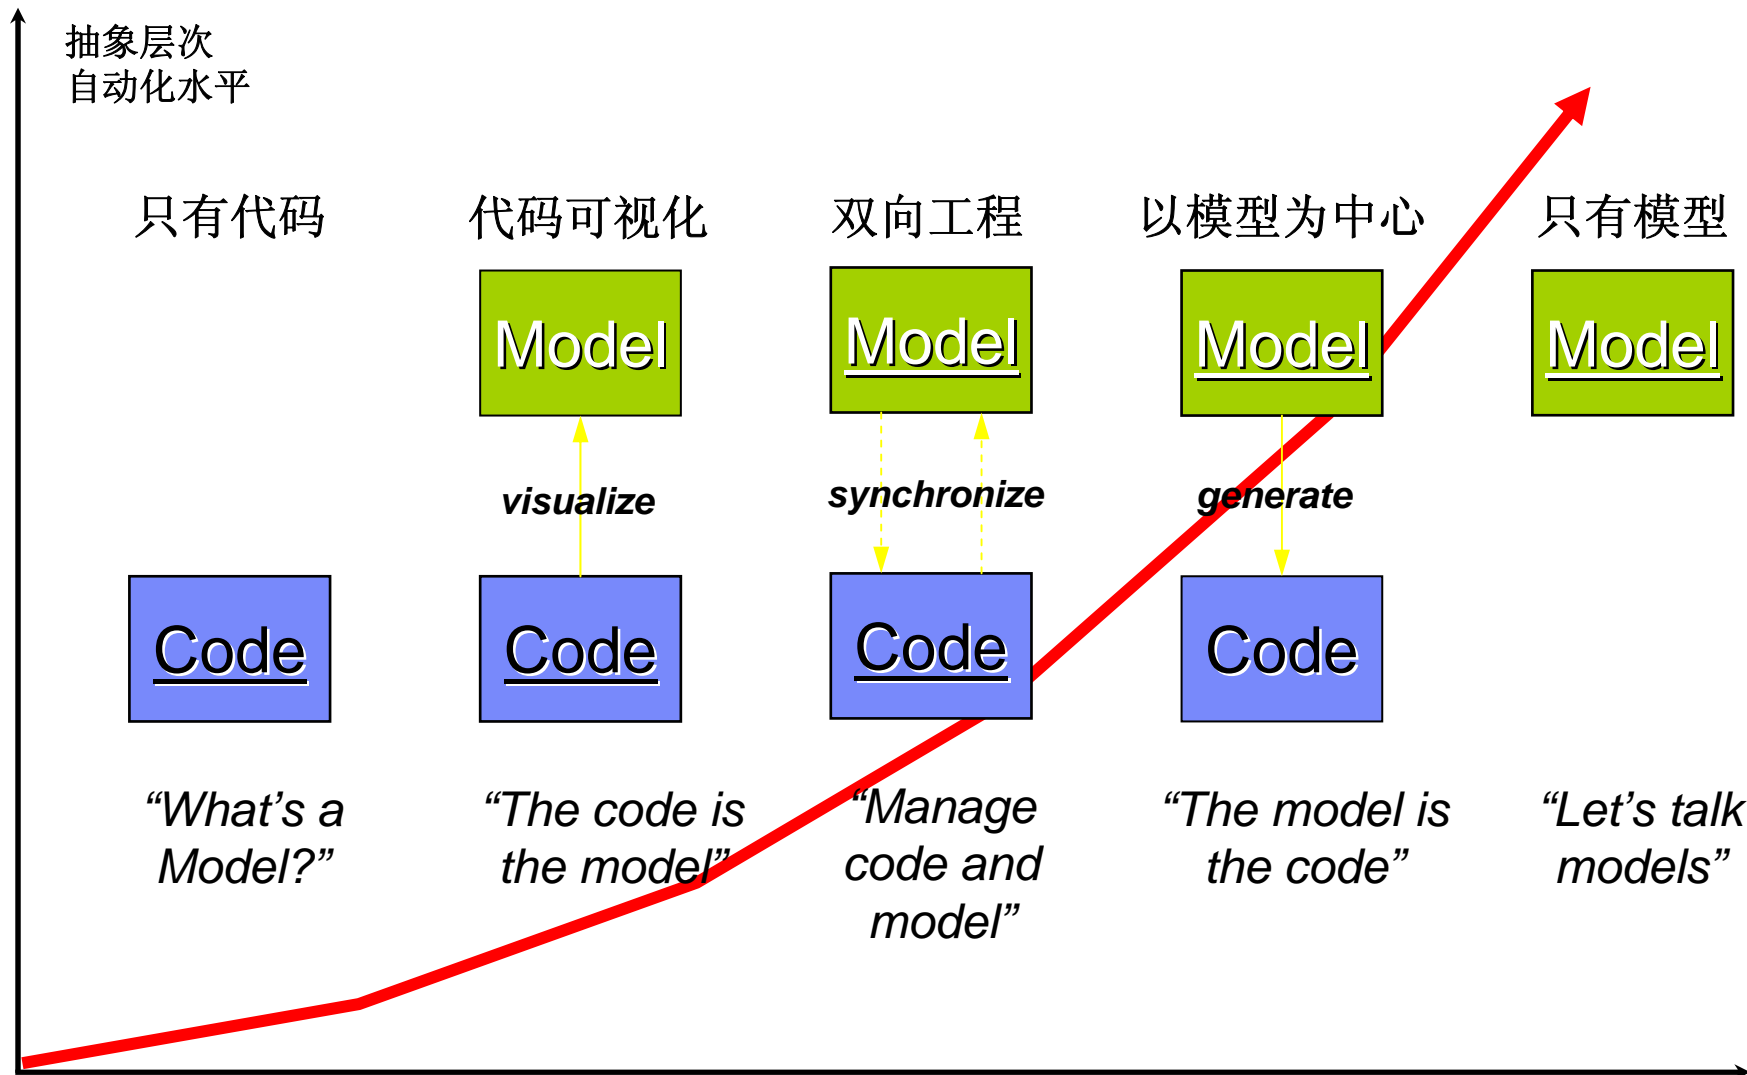 抽象层次
自动化水平
只有代码
代码可视化
双向工程
以模型为中心
只有模型
Model
Model
Model
Model
visualize
synchronize
generate
Code
Code
Code
Code
“What’s a
Model?”
“The code is
the model”
“Manage
code and
model”
“The model is
the code”
“Let’s talk
models”